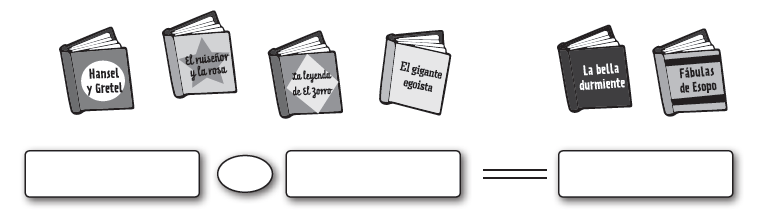 Hansel
y Gretel
El ruiseñor
y la rosa
La leyenda
de El Zorro
El gigante
egoista
La bella
durmiente
Fábulas
de Esopo